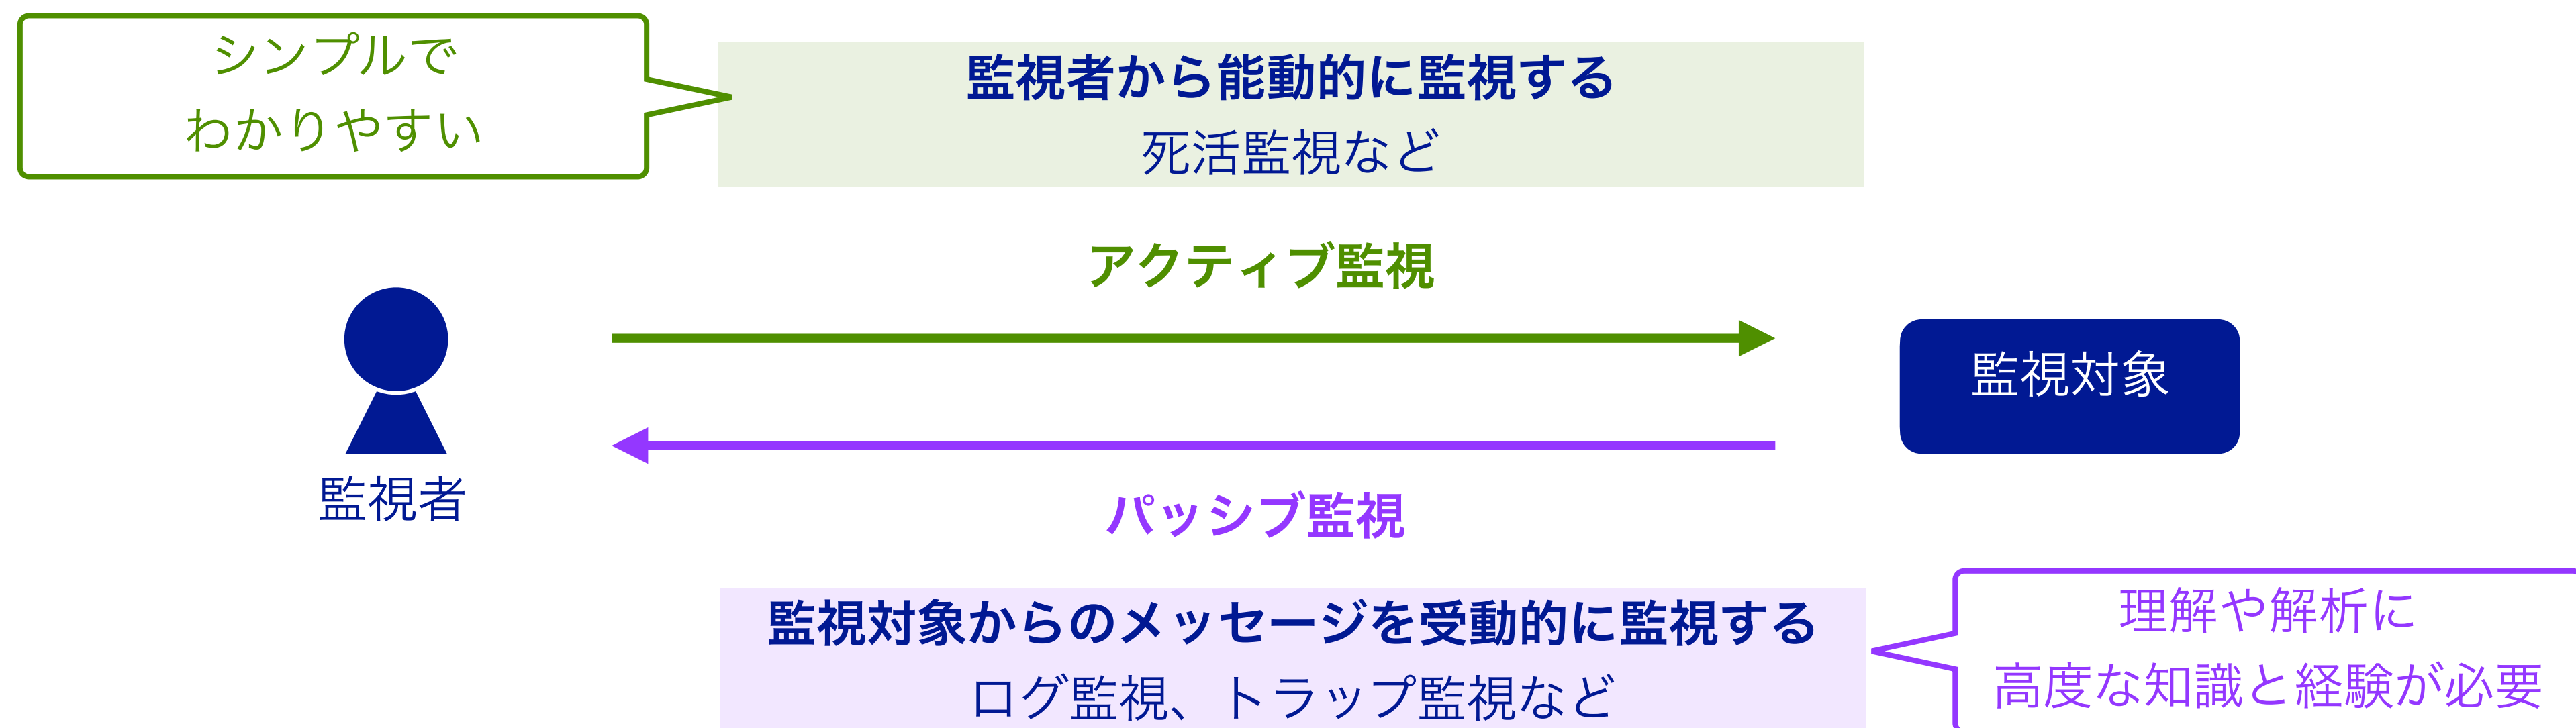 シンプルで
わかりやすい
監視者から能動的に監視する
死活監視など
アクティブ監視
監視者
監視対象
パッシブ監視
監視対象からのメッセージを受動的に監視する
ログ監視、トラップ監視など
理解や解析に
高度な知識と経験が必要